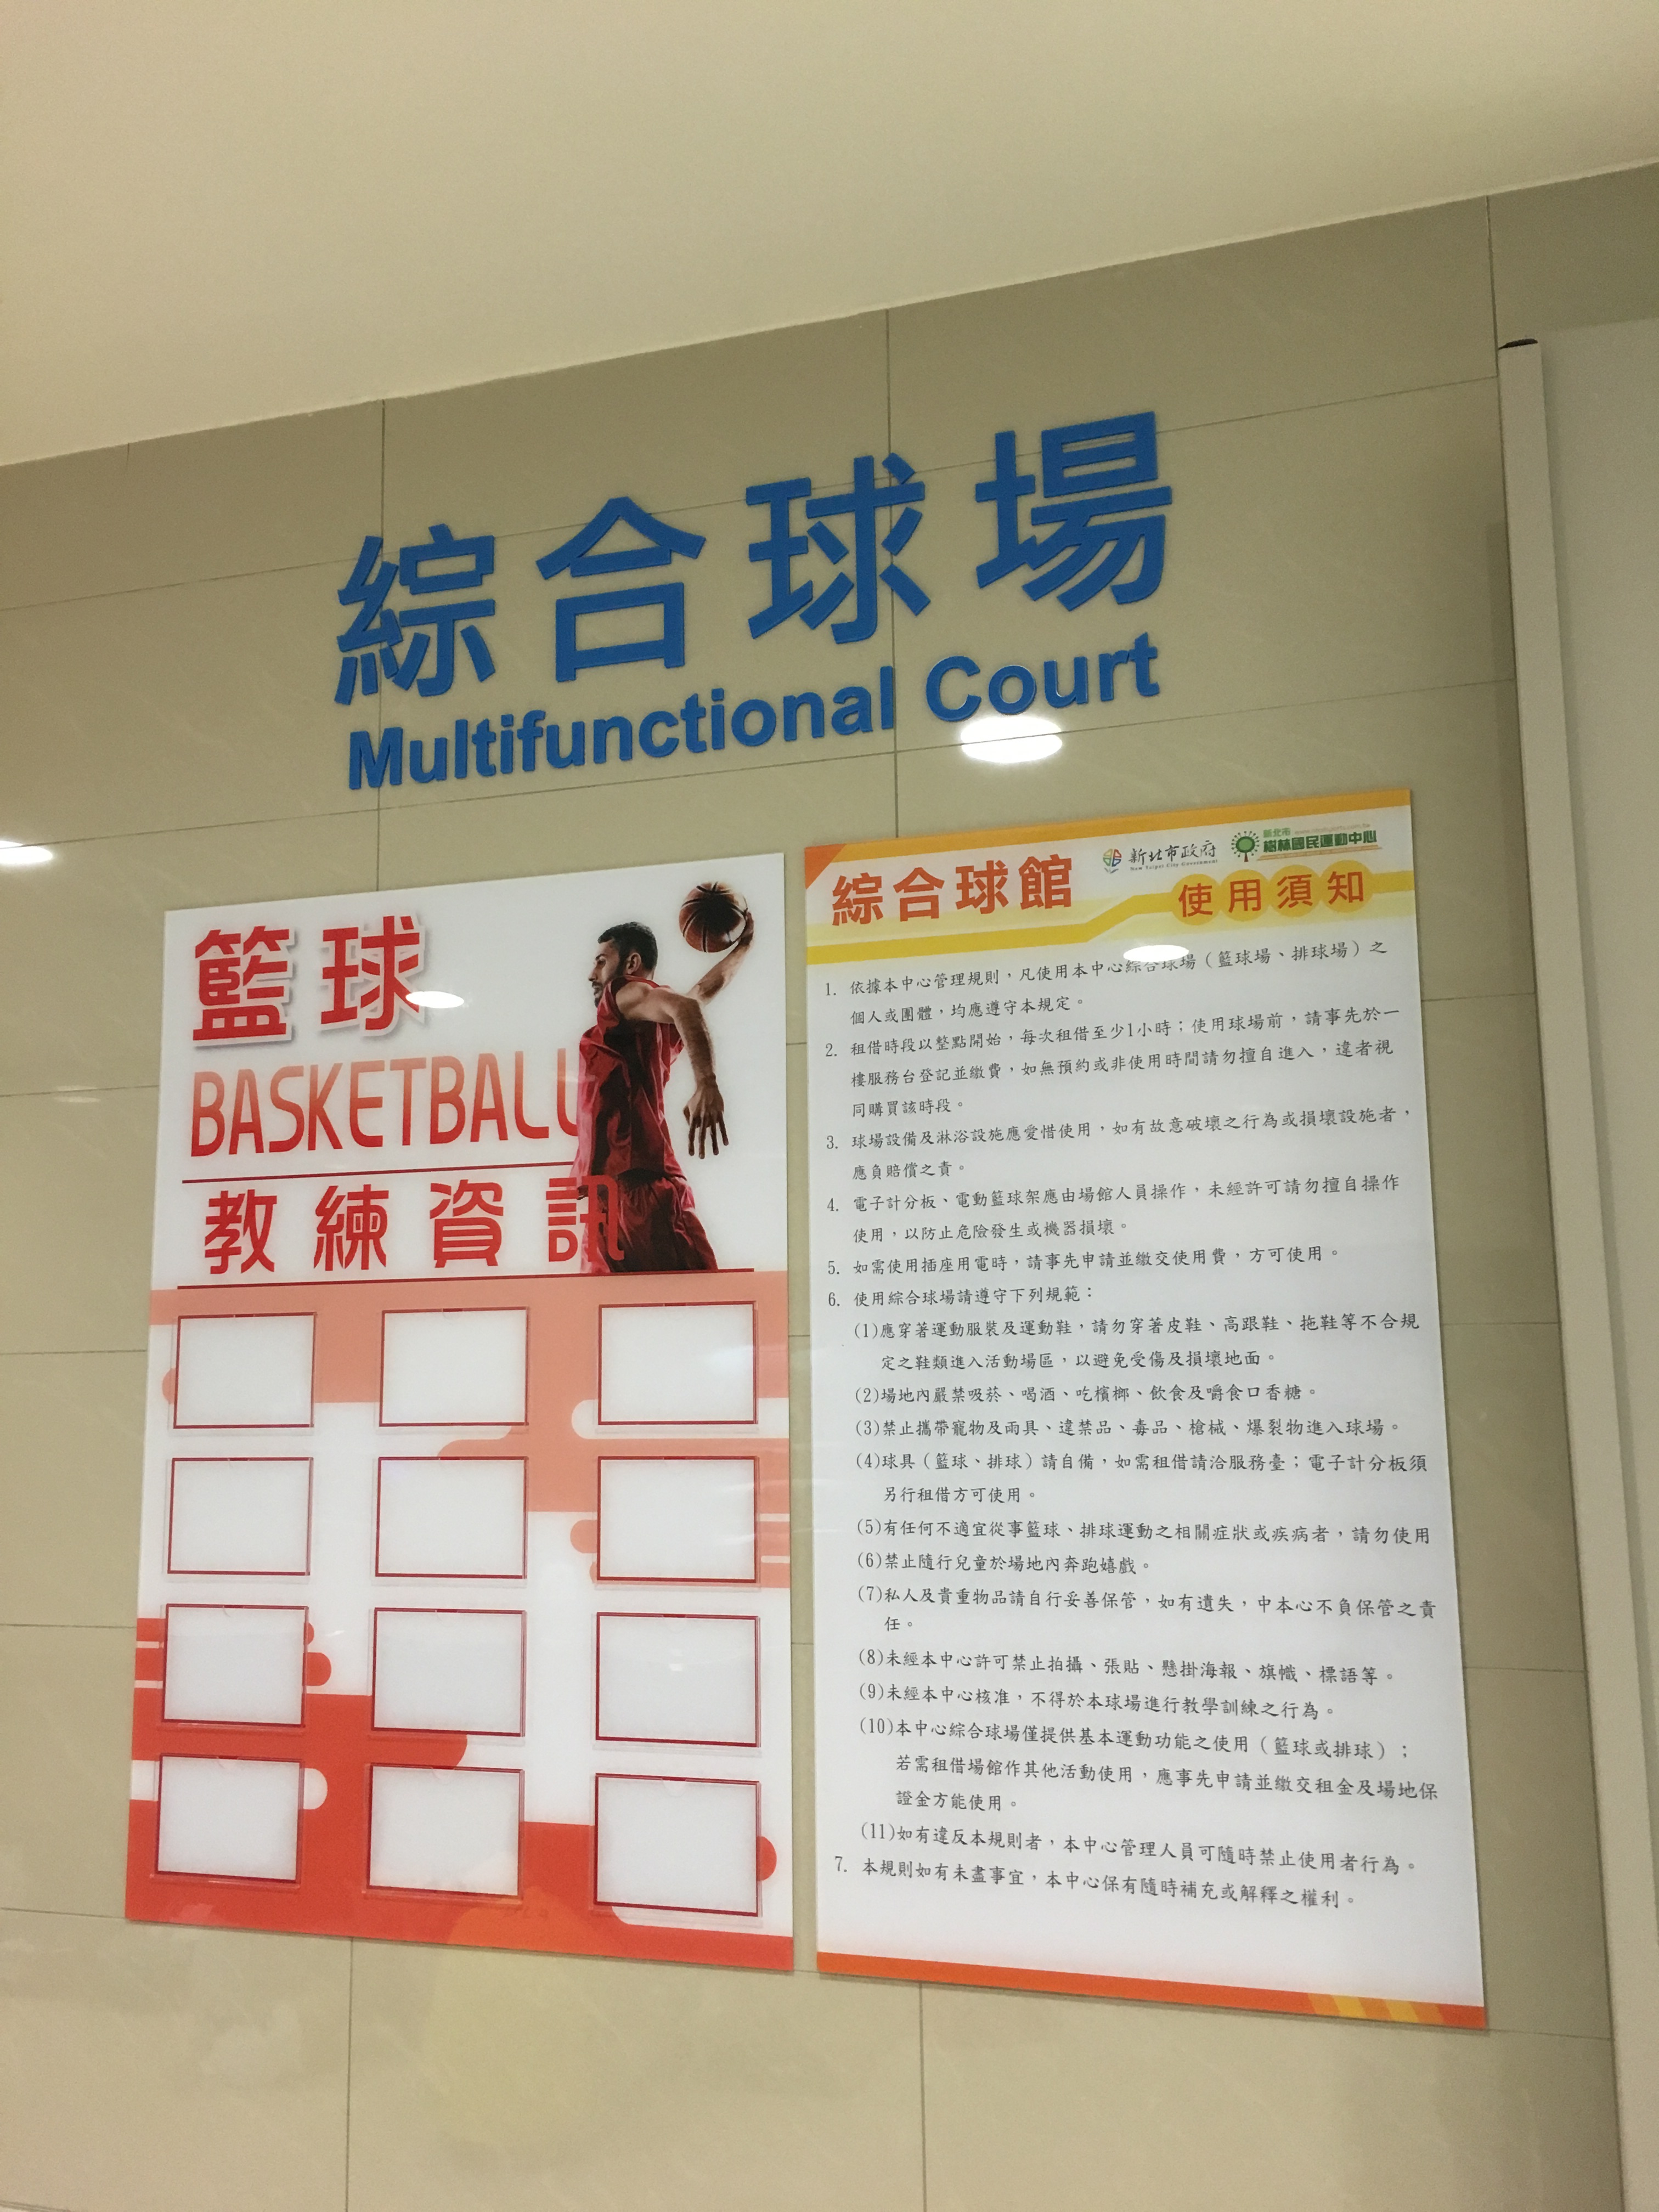 綜合球場
Multifunctional Court
籃球
BASKETBALL
教練資訊
新北市政府
New Taipei City Government
新北市
樹林國民運動中心
綜合球館
使用須知
1. 依據本中心管理規則，凡使用本中心綜合球場（籃球場、排球場）之
個人或團體，均應遵守本規定。
2. 租借時段以整點開始，每次租借至少1小時；使用球場前，請事先於一
樓服務台登記並繳費，如無預約或非使用時間請勿擅自進入，違者視
同購買該時段。
3. 球場設備及淋浴設施應愛惜使用，如有故意破壞之行為或損壞設施者，
應負賠償之責。
4. 電子計分板、電動籃球架應由場館人員操作，未經許可請勿擅自操作
使用，以防止危險發生或機器損壞。
5. 如需使用插座用電時，請事先申請並繳交使用費，方可使用。
6. 使用綜合球場請遵守下列規範：
(1)應穿著運動服裝及運動鞋，請勿穿著皮鞋、高跟鞋、拖鞋等不合規
定之鞋類進入活動場區，以避免受傷及損壞地面。
(2)場地內嚴禁吸菸、喝酒、吃檳榔、飲食及嚼食口香糖。
(3)禁止攜帶寵物及雨具、違禁品、毒品、槍械、爆裂物進入球場。
(4)球具（籃球、排球）請自備，如需租借請洽服務臺；電子計分板須
另行租借方可使用。
(5)有任何不適宜從事籃球、排球運動之相關症狀或疾病者，請勿使用
(6)禁止隨行兒童於場地內奔跑嬉戲。
(7)私人及貴重物品請自行妥善保管，如有遺失，中本心不負保管之責
任。
(8)未經本中心許可禁止拍攝、張貼、懸掛海報、旗幟、標語等。
(9)未經本中心核准，不得於本球場進行教學訓練之行為。
(10)本中心綜合球場僅提供基本運動功能之使用（籃球或排球）；
若需租借場館作其他活動使用，應事先申請並繳交租金及場地保
證金方能使用。
(11)如有違反本規則者，本中心管理人員可隨時禁止使用者行為。
7. 本規則如有未盡事宜，本中心保有隨時補充或解釋之權利。